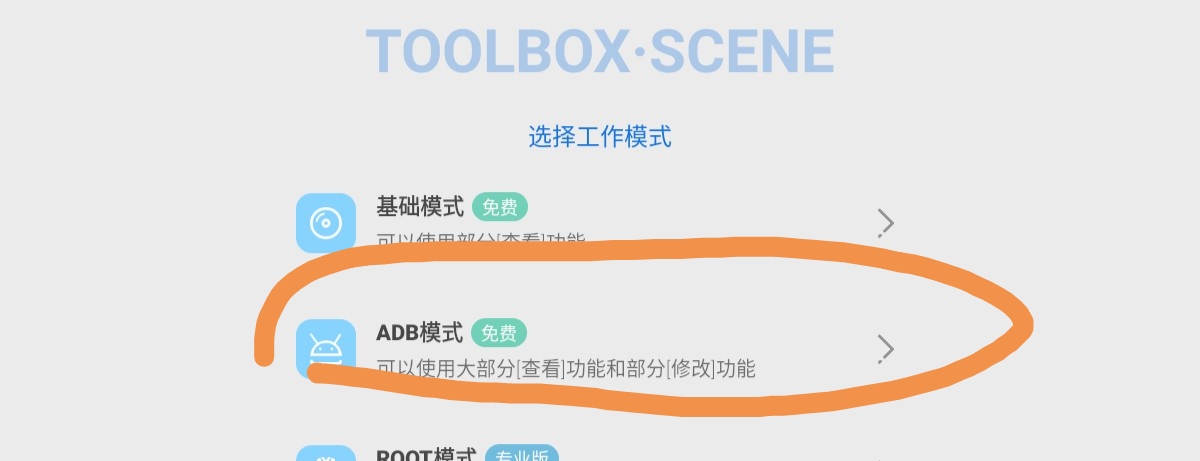 TOOLBOX·SCENE
选择工作模式
基础模式 免费
可以使用部分[查看]功能
ADB模式 免费
可以使用大部分[查看]功能和部分[修改]功能
ROOT模式 专业版